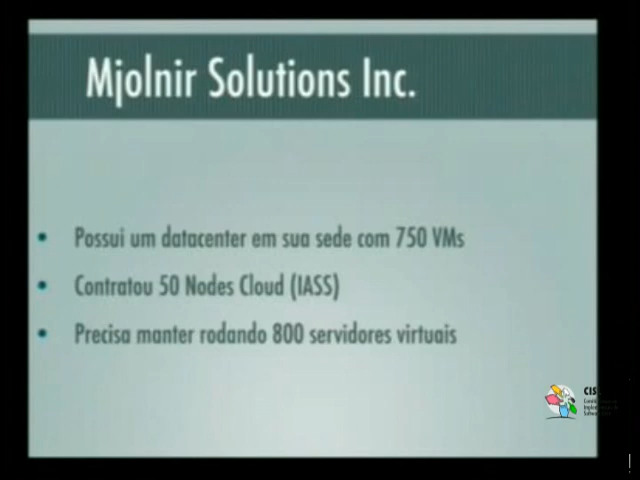 Mjolnir Solutions Inc.
• Possui um datacenter em sua sede com 750 VMs
• Contratou 50 Nodes Cloud (IASS)
• Precisa manter rodando 800 servidores virtuais
CIS